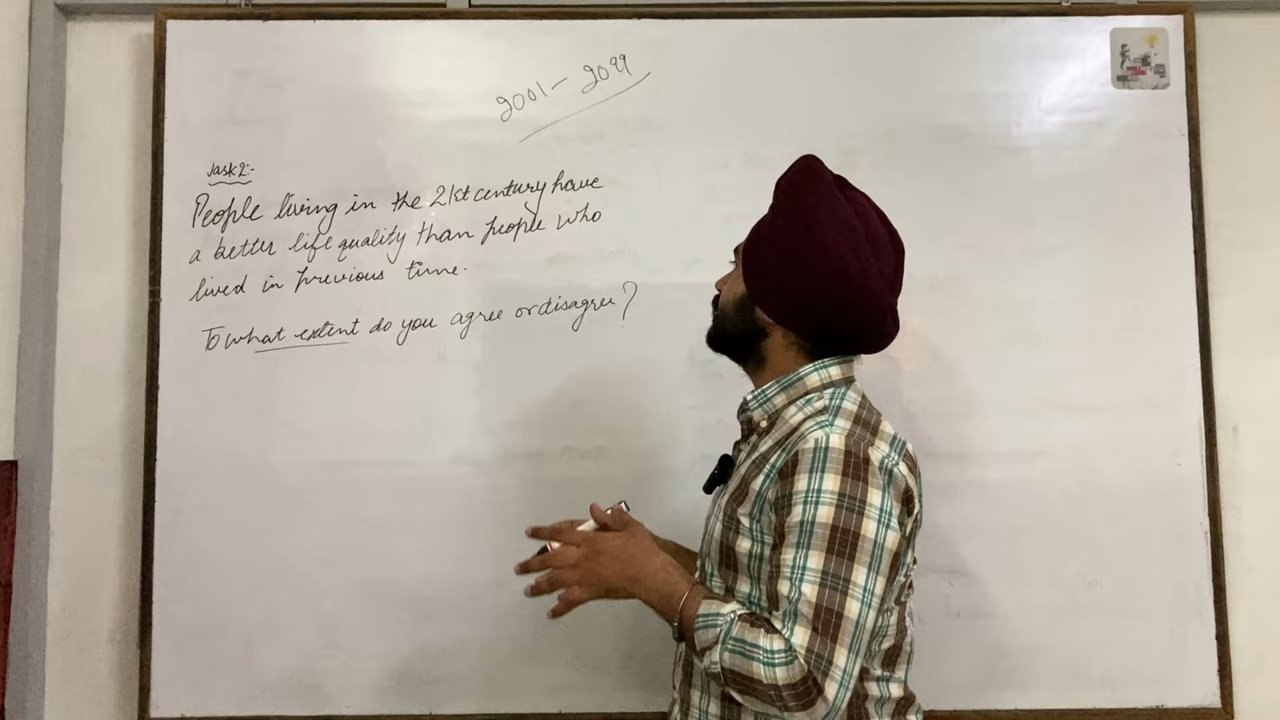 2001 - 2099
Task 2:-
People living in the 21st century have
a better life quality than people who
lived in previous time.
To what extent do you agree or disagree?